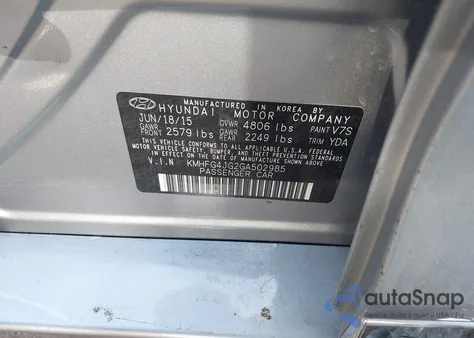 MANUFACTURED IN KOREA BY
HYUNDAI MOTOR COMPANY
JUN/18/15 GVWR 4806 lbs PAINT V7S
GAWR FRONT 2579 lbs GAWR REAR 2249 lbs TRIM YDA
THIS VEHICLE CONFORMS TO ALL APPLICABLE U.S. FEDERAL
MOTOR VEHICLE SAFETY, BUMPER, AND THEFT PREVENTION
STANDARDS IN EFFECT ON THE DATE OF MANUFACTURE SHOWN ABOVE.
V.I.N KMHFG4JG2GA502985
PASSENGER CAR
autoSnap